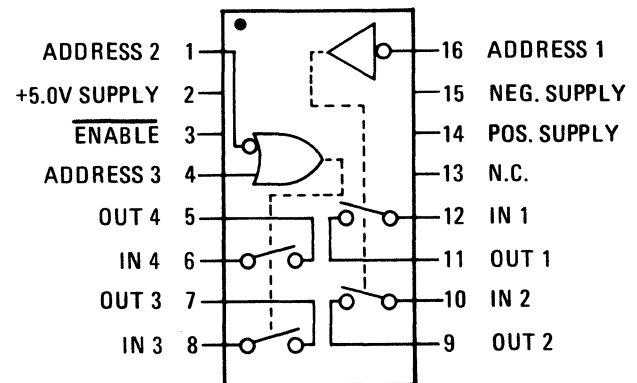 ADDRESS 2 1
+5.0V SUPPLY 2
ENABLE 3
ADDRESS 3 4
OUT 4 5
IN 4 6
OUT 3 7
IN 3 8
16 ADDRESS 1
15 NEG. SUPPLY
14 POS. SUPPLY
13 N.C.
12 IN 1
11 OUT 1
10 IN 2
9 OUT 2